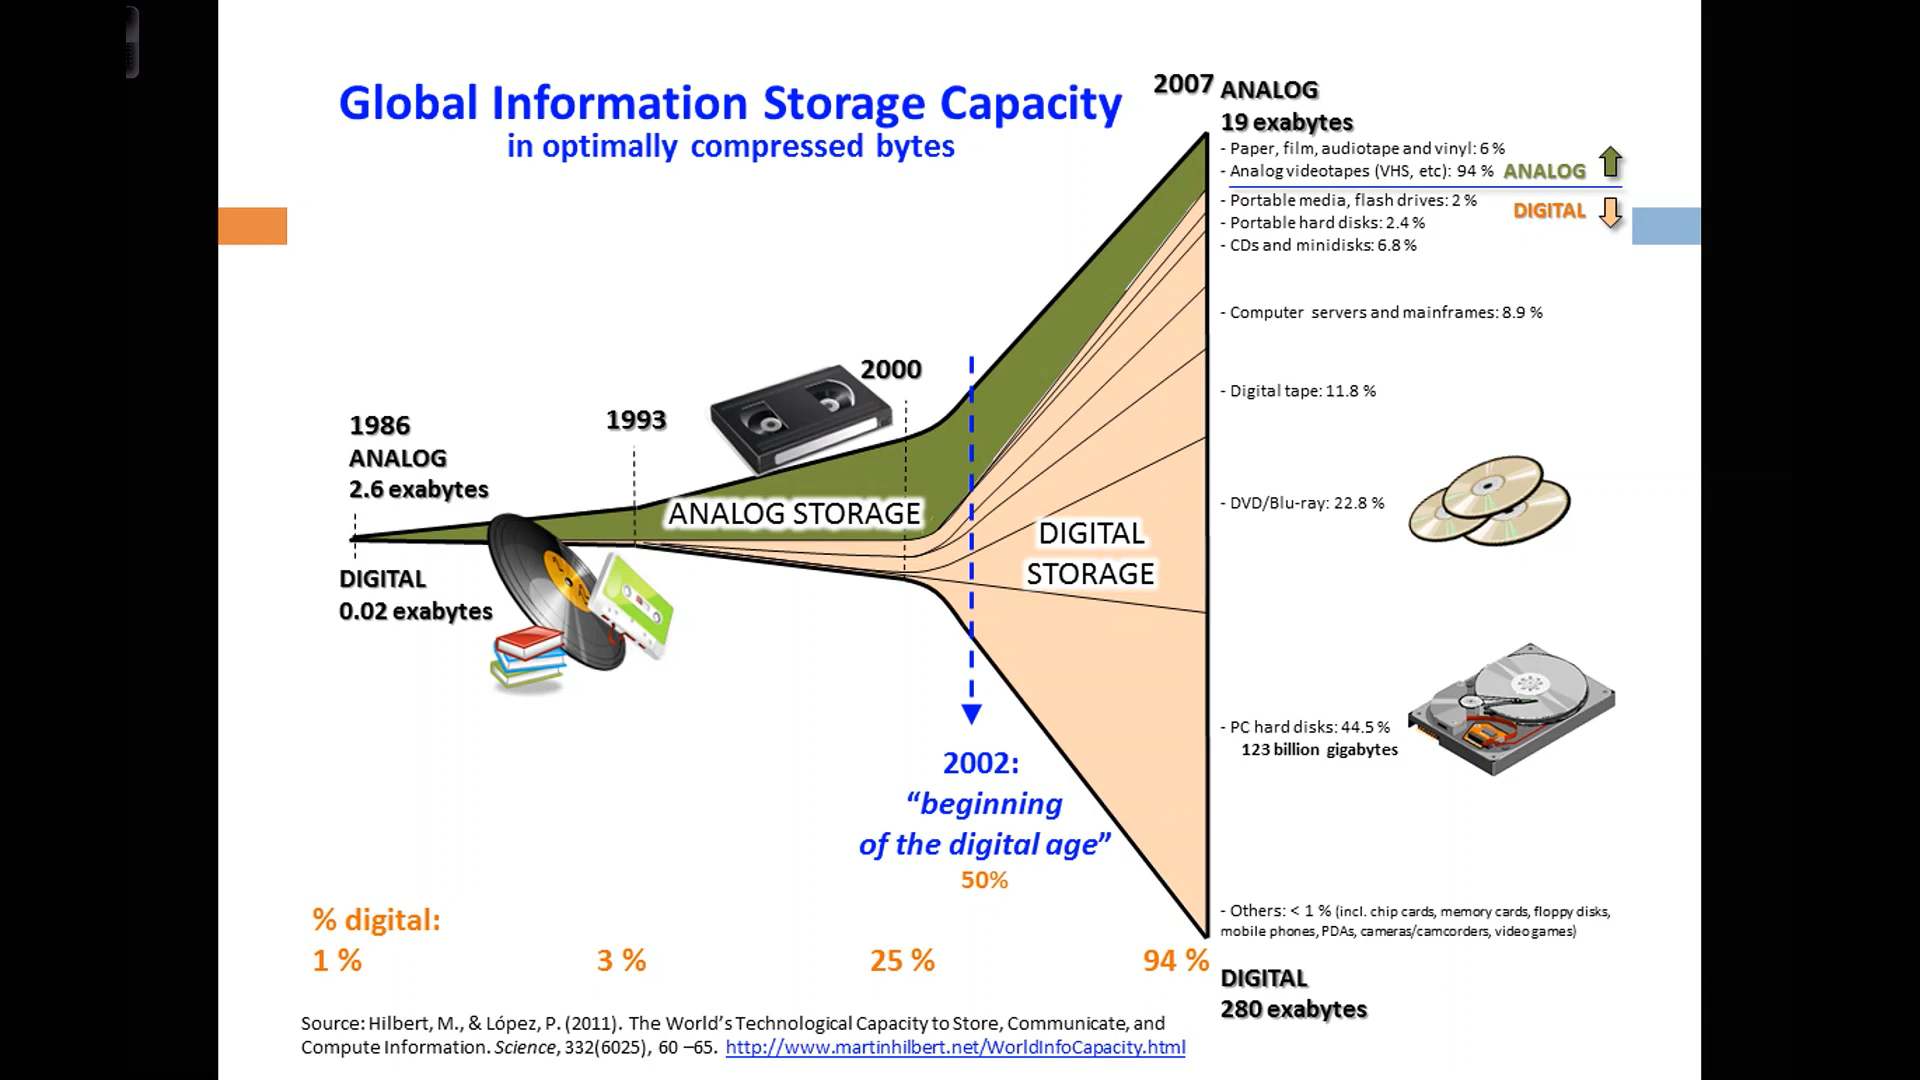 Global Information Storage Capacity
in optimally compressed bytes
2007
ANALOG
19 exabytes
- Paper, film, audiotape and vinyl: 6 %
- Analog videotapes (VHS, etc): 94 %
ANALOG
- Portable media, flash drives: 2 %
DIGITAL
- Portable hard disks: 2.4 %
- CDs and minidisks: 6.8 %
- Computer servers and mainframes: 8.9 %
- Digital tape: 11.8 %
- DVD/Blu-ray: 22.8 %
- PC hard disks: 44.5 %
123 billion gigabytes
- Others: < 1 % (incl. chip cards, memory cards, floppy disks,
mobile phones, PDAs, cameras/camcorders, video games)
DIGITAL
280 exabytes
2000
1993
1986
ANALOG
2.6 exabytes
DIGITAL
0.02 exabytes
ANALOG STORAGE
DIGITAL
STORAGE
2002:
“beginning
of the digital age”
50%
% digital:
1 %
3 %
25 %
94 %
Source: Hilbert, M., & López, P. (2011). The World’s Technological Capacity to Store, Communicate, and
Compute Information. Science, 332(6025), 60 –65. http://www.martinhilbert.net/WorldInfoCapacity.html